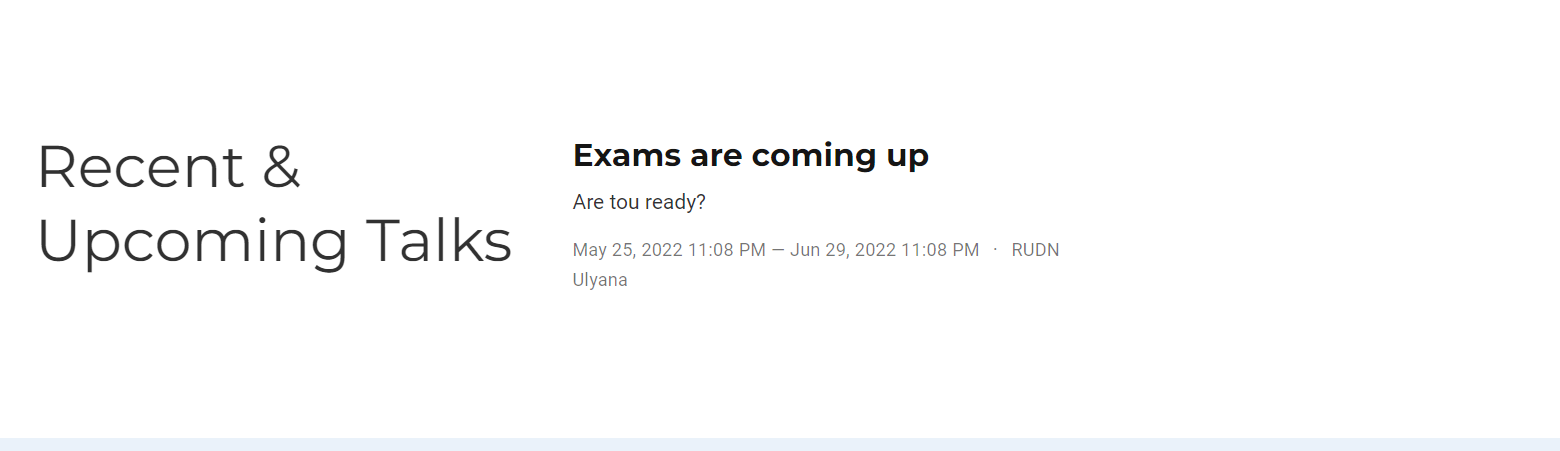 Recent &
Upcoming Talks
Exams are coming up
Are tou ready?
May 25, 2022 11:08 PM — Jun 29, 2022 11:08 PM · RUDN
Ulyana